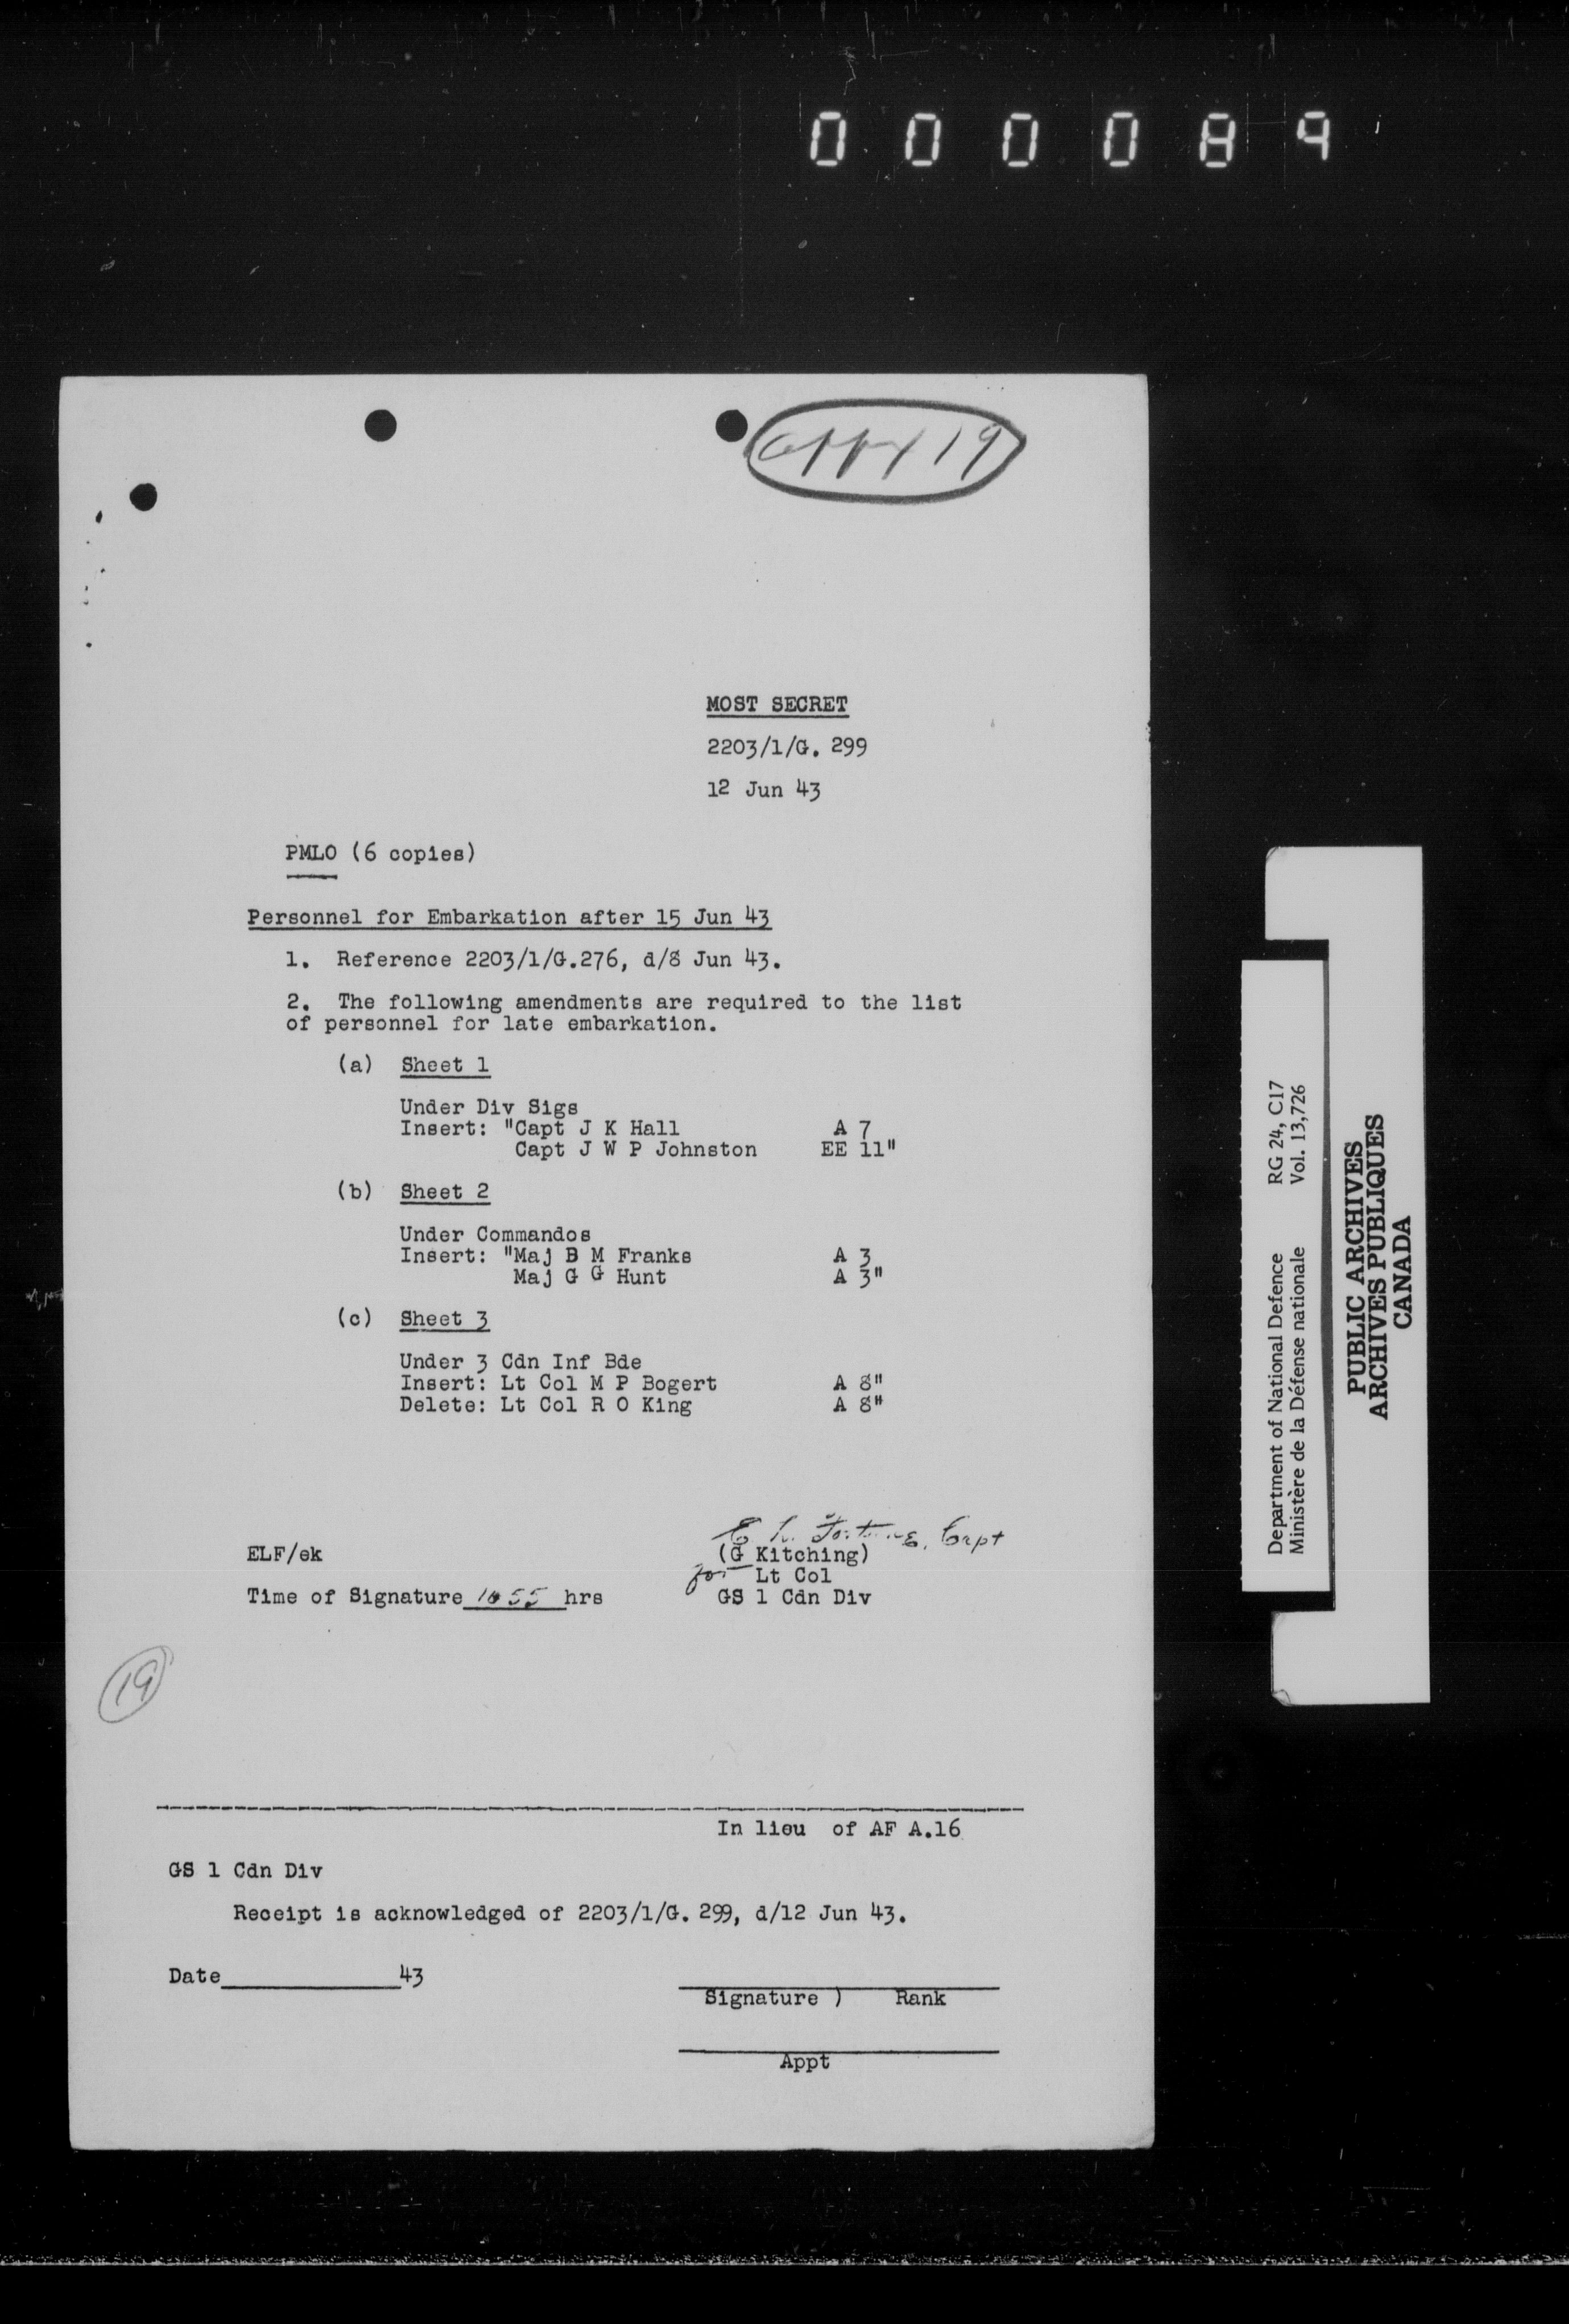 000089
Appx 19
MOST SECRET
2203/1/G. 299
12 Jun 43
PMLO (6 copies)
Personnel for Embarkation after 15 Jun 43
1. Reference 2203/1/G.276, d/8 Jun 43.
2. The following amendments are required to the list
of personnel for late embarkation.
(a) Sheet 1
Under Div Sigs
Insert: "Capt J K Hall A 7
Capt J W P Johnston EE 11"
(b) Sheet 2
Under Commandos
Insert: "Maj B M Franks A 3
Maj G G Hunt A 3"
(c) Sheet 3
Under 3 Cdn Inf Bde
Insert: Lt Col M P Bogert A 8"
Delete: Lt Col R O King A 8"
Capt
ELF/ek (G Kitching)
for Lt Col
Time of Signature 1055 hrs GS 1 Cdn Div
19
In lieu of AF A.16
GS 1 Cdn Div
Receipt is acknowledged of 2203/1/G. 299, d/12 Jun 43.
Date 43
Signature ) Rank
Appt
Department of National Defence RG 24, C17
Ministère de la Défense nationale Vol. 13,726
PUBLIC ARCHIVES
ARCHIVES PUBLIQUES
CANADA